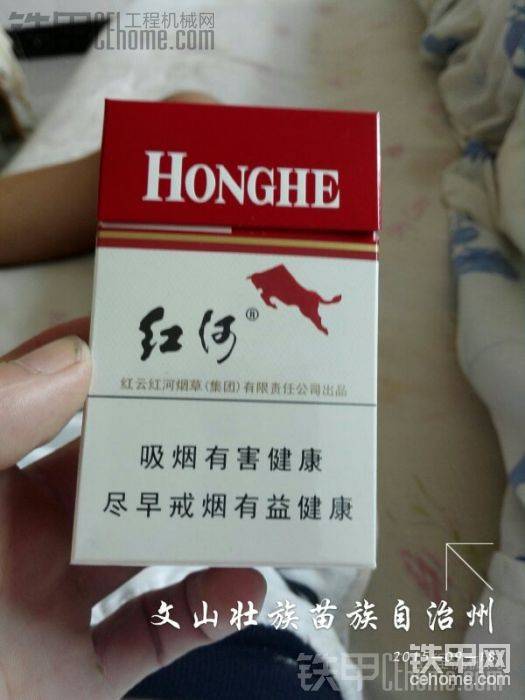 铁甲 工程机械网
Cehome.com
HONGHE
红河®
红云红河烟草(集团)有限责任公司出品
吸烟有害健康
尽早戒烟有益健康
文山壮族苗族自治州
铁甲网
cehome.com